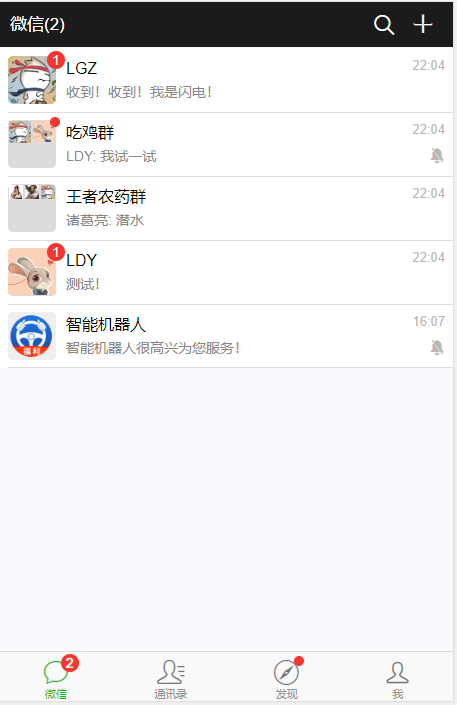 微信(2)
1
LGZ
22:04
收到！收到！我是闪电！
吃鸡群
22:04
LDY: 我试一试
王者农药群
22:04
诸葛亮: 潜水
1
LDY
22:04
测试！
智能机器人
16:07
智能机器人很高兴为您服务！
福利
2
微信
通讯录
发现
我